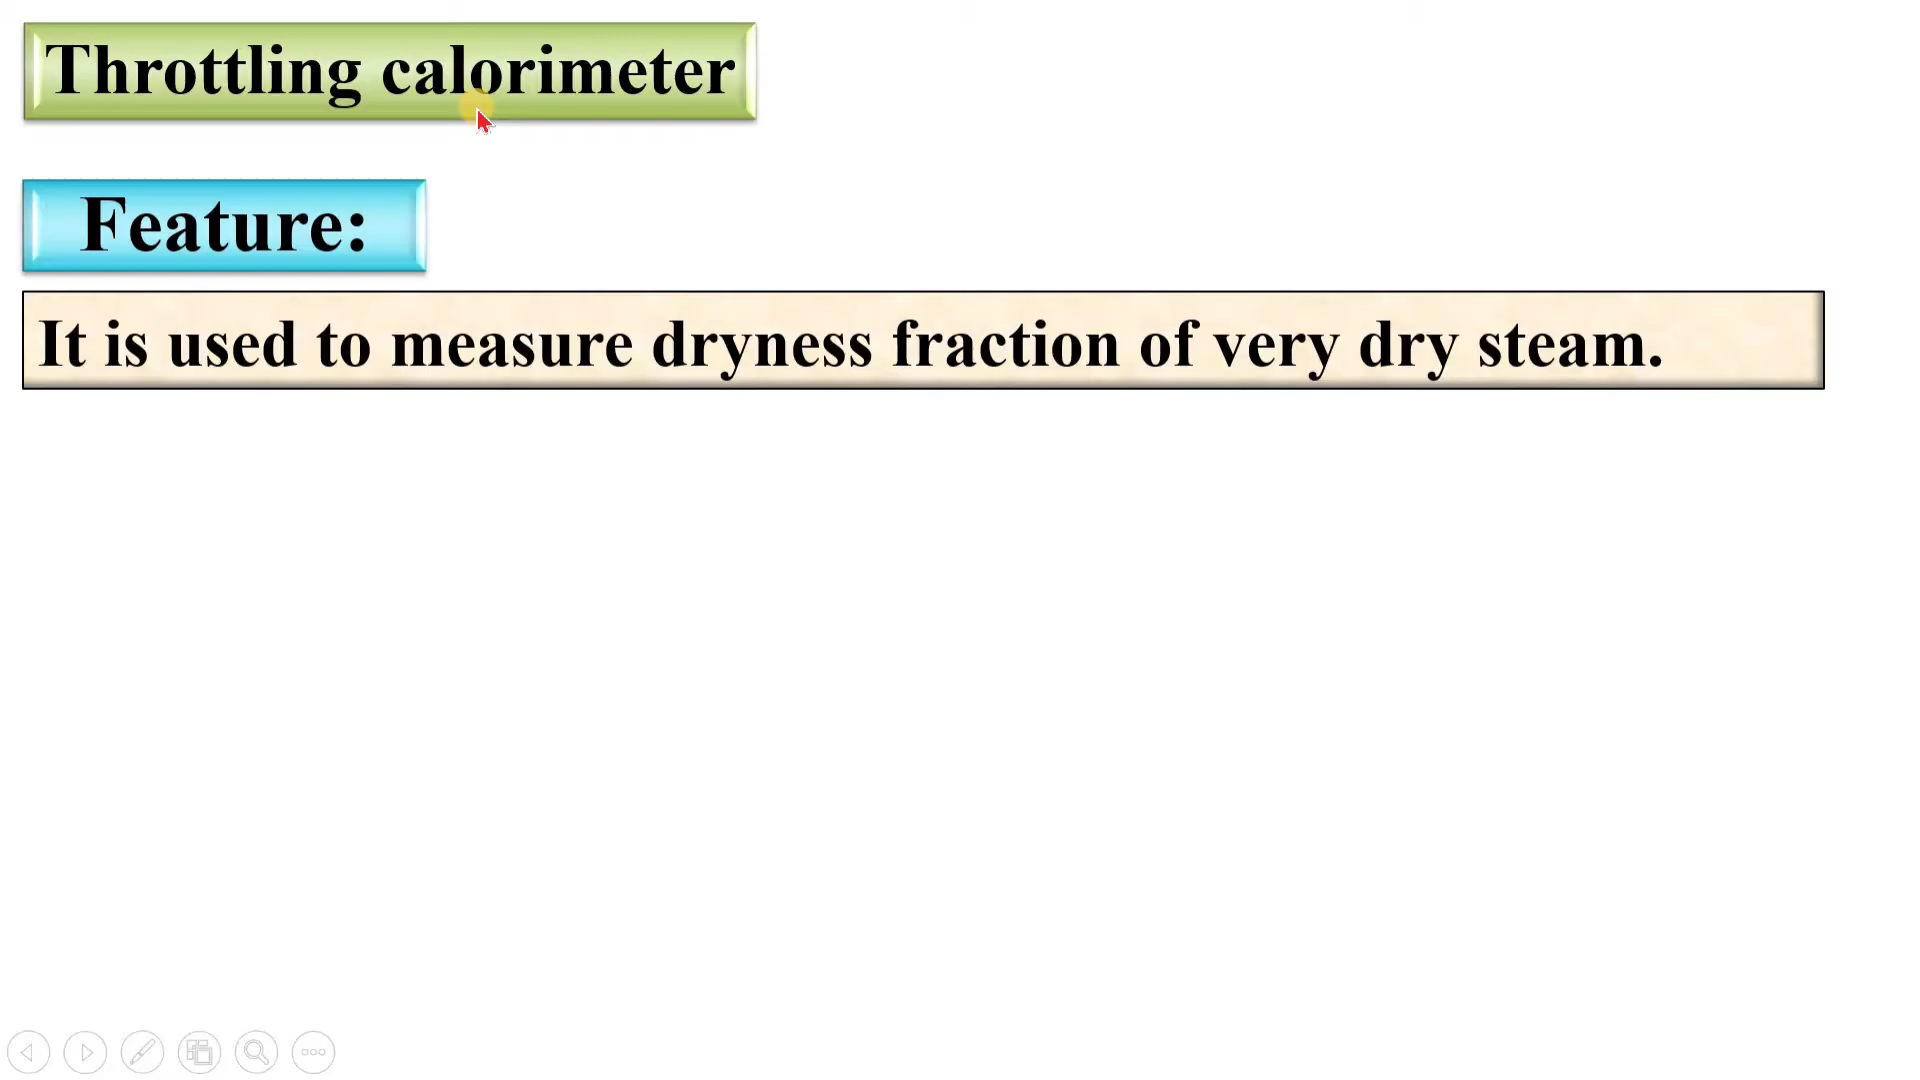 Throttling calorimeter
Feature:
It is used to measure dryness fraction of very dry steam.